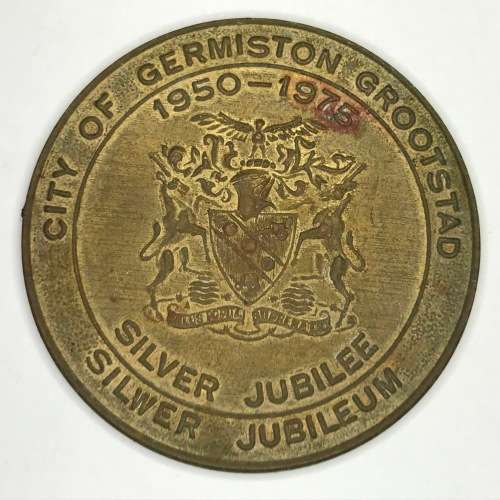 CITY OF GERMISTON GROOTSTAD
1950-1975
SILVER JUBILEE
SILWER JUBILEUM